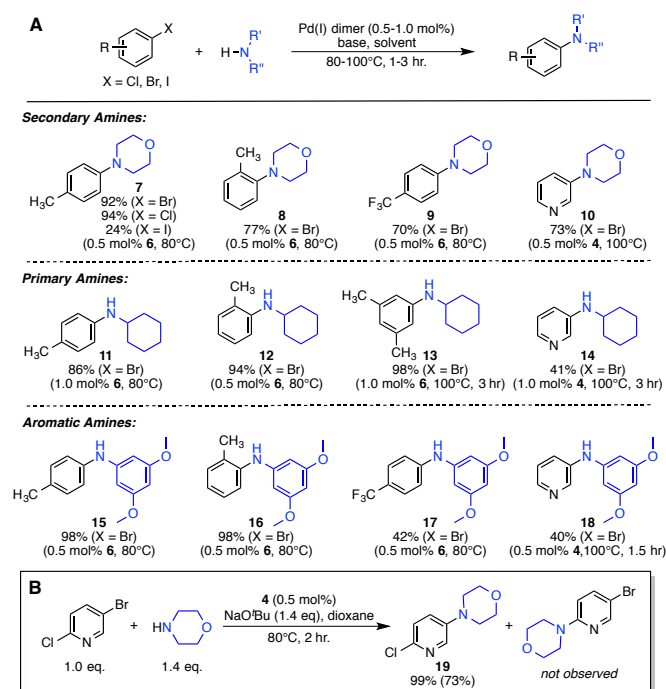 A
X
R
X = Cl, Br, I
+
H-N
R'
R"
Pd(I) dimer (0.5-1.0 mol%)
base, solvent
80-100°C, 1-3 hr.
R
N
R'
R"
Secondary Amines:
CH3
N
O
7
92% (X = Br)
94% (X = Cl)
24% (X = I)
(0.5 mol% 6, 80°C)
CH3
N
O
8
77% (X = Br)
(0.5 mol% 6, 80°C)
F3C
N
O
9
70% (X = Br)
(0.5 mol% 6, 80°C)
N
N
O
10
73% (X = Br)
(0.5 mol% 4, 100°C)
Primary Amines:
CH3
H
N
11
86% (X = Br)
(1.0 mol% 6, 80°C)
CH3
H
N
12
94% (X = Br)
(0.5 mol% 6, 80°C)
CH3
H
N
CH3
13
98% (X = Br)
(1.0 mol% 6, 100°C, 3 hr)
N
H
N
14
41% (X = Br)
(1.0 mol% 4, 100°C, 3 hr)
Aromatic Amines:
CH3
H
N
O
O
15
98% (X = Br)
(0.5 mol% 6, 80°C)
CH3
H
N
O
O
16
98% (X = Br)
(0.5 mol% 6, 80°C)
F3C
H
N
O
O
17
42% (X = Br)
(0.5 mol% 6, 80°C)
N
H
N
O
O
18
40% (X = Br)
(0.5 mol% 4,100°C, 1.5 hr)
B
Br
Cl
N
1.0 eq.
+
HN
O
1.4 eq.
4 (0.5 mol%)
NaOtBu (1.4 eq), dioxane
80°C, 2 hr.
N
O
Cl
N
19
99% (73%)
+
Br
N
N
O
not observed